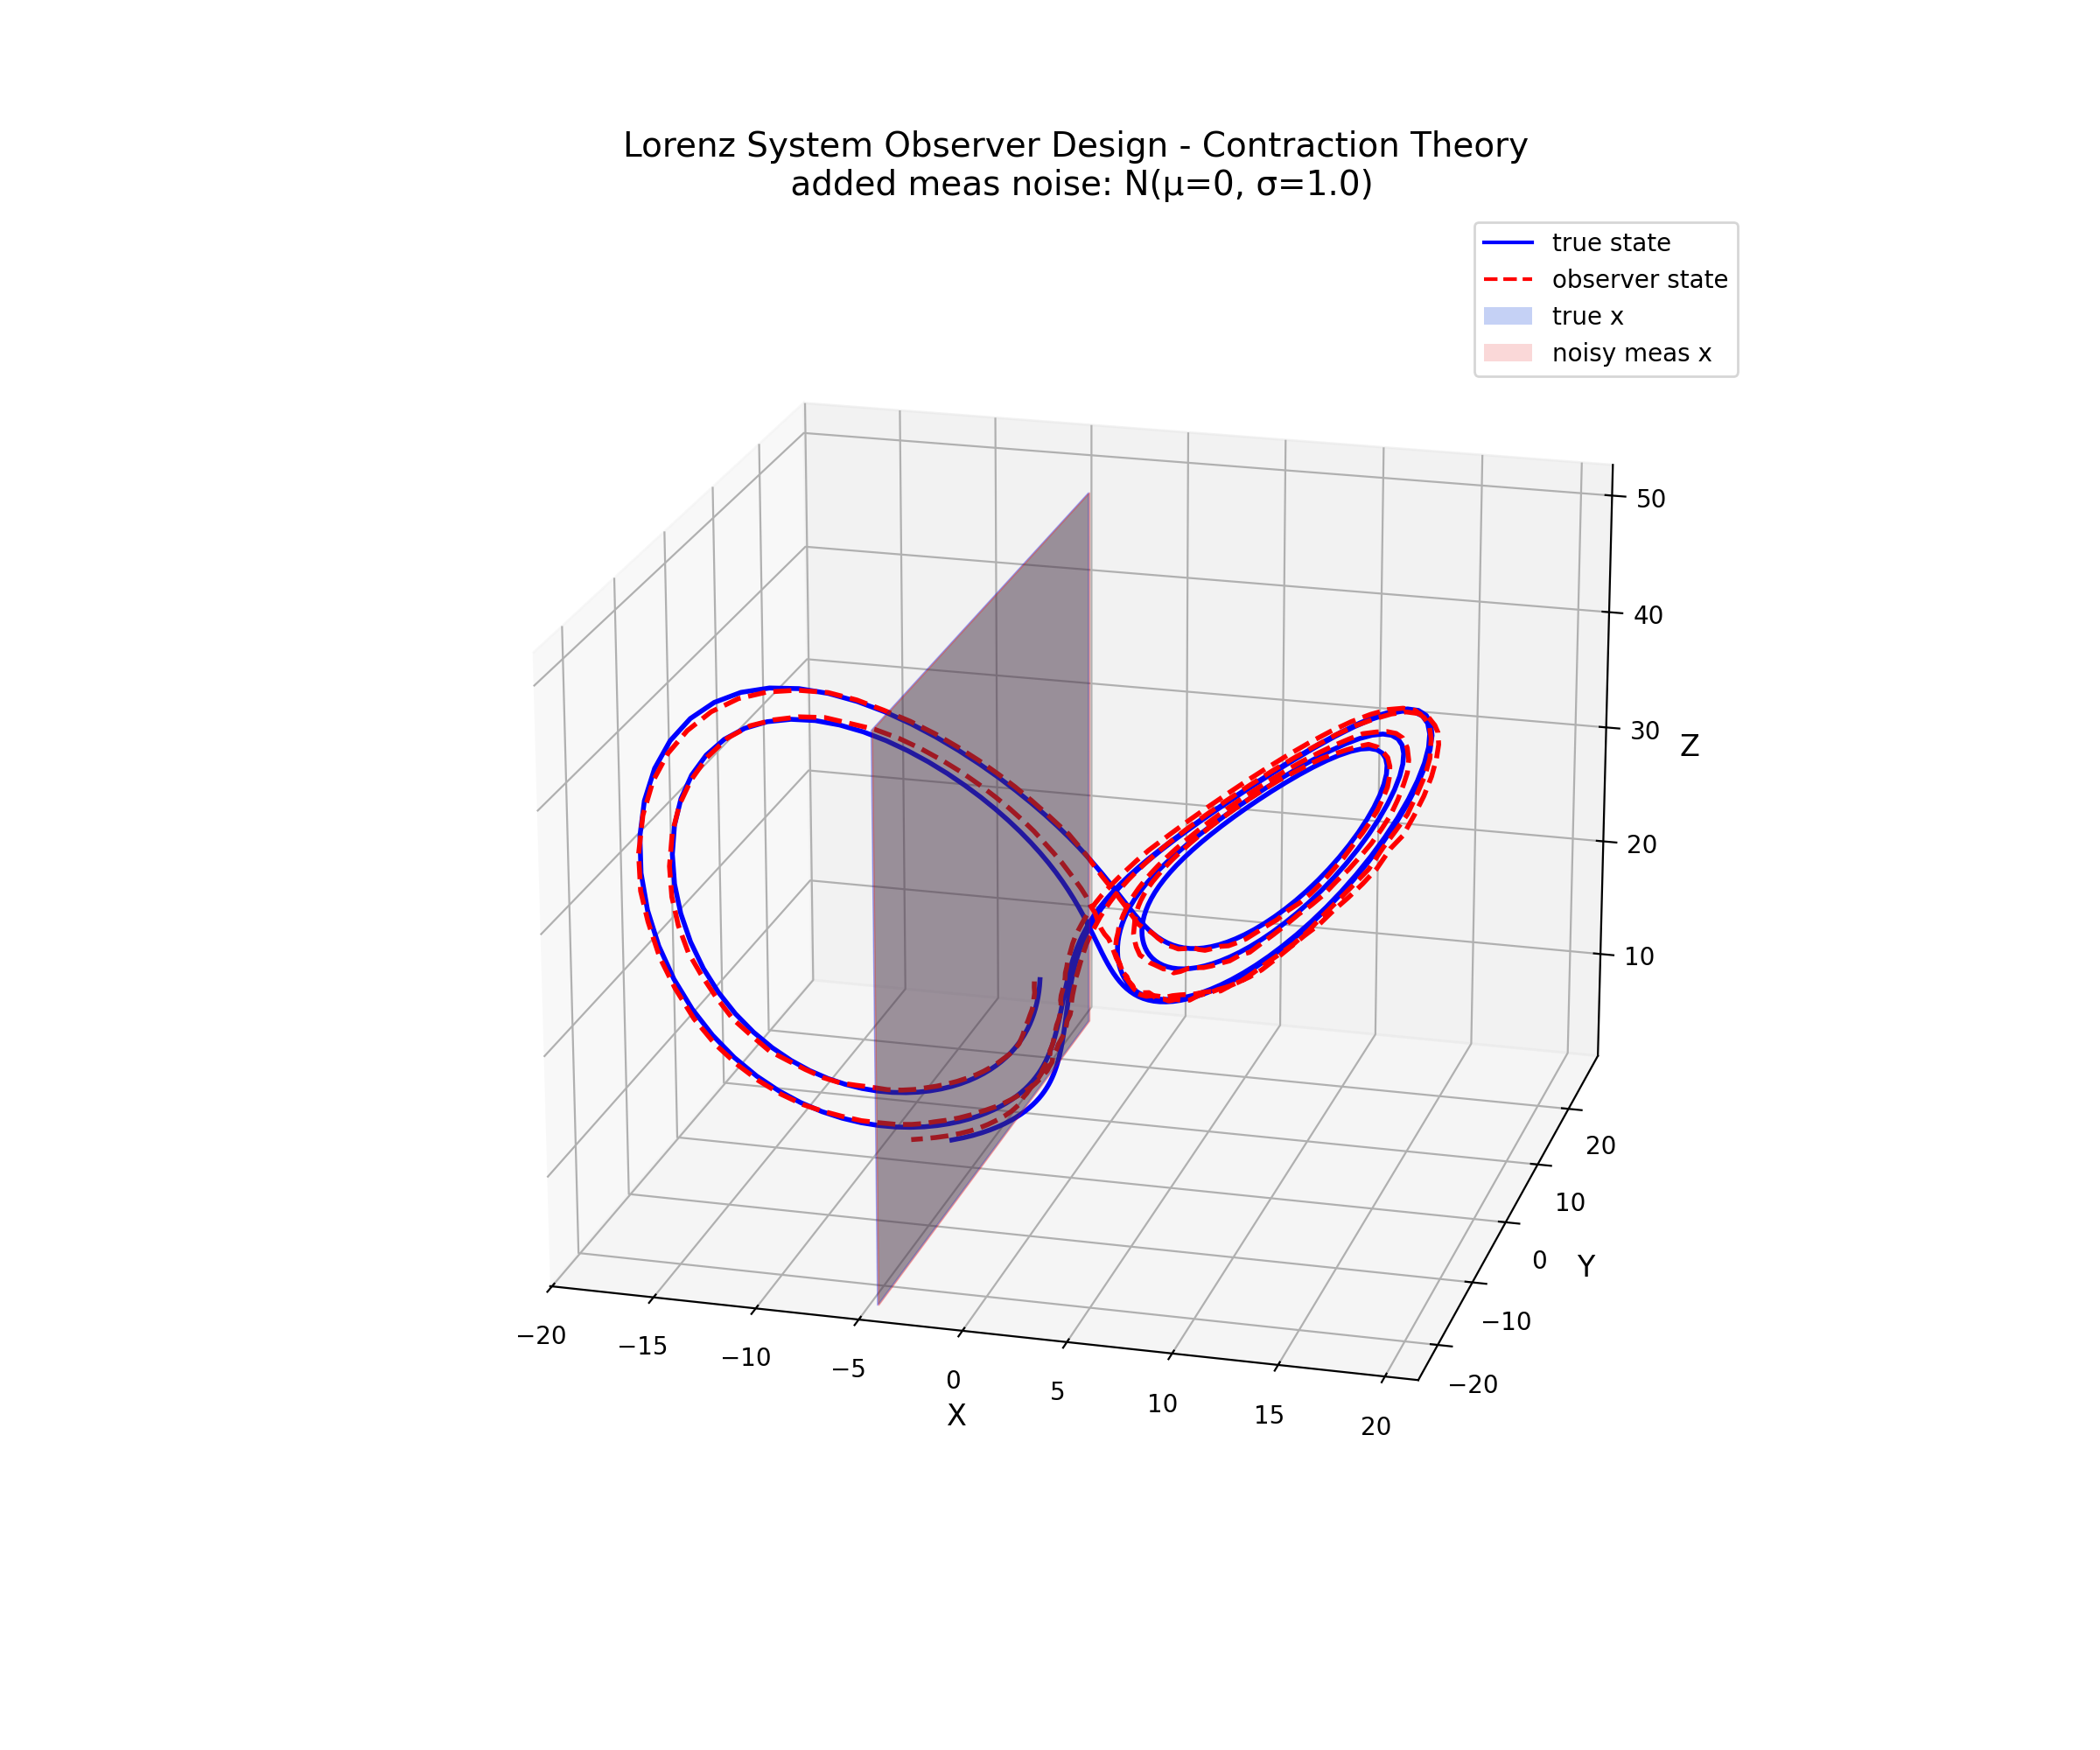 Lorenz System Observer Design - Contraction Theory
added meas noise: N(μ=0, σ=1.0)
true state
observer state
true x
noisy meas x
50
40
30
Z
20
10
20
10
0
Y
−10
−20
−20
−15
−10
−5
0
5
10
15
20
X